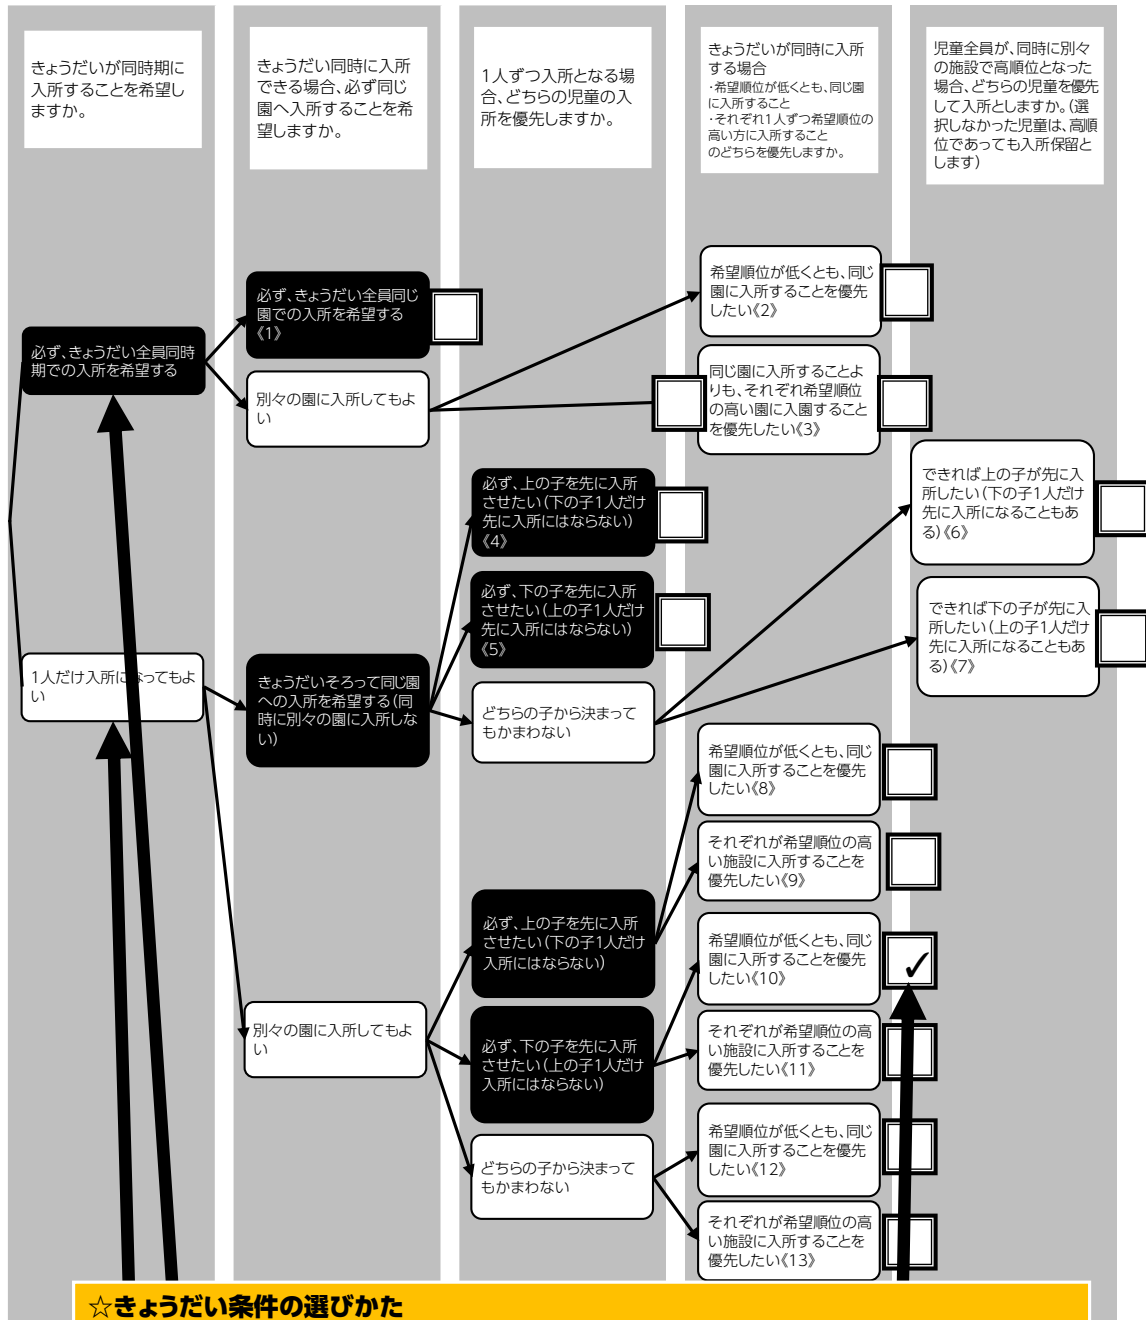 きょうだいが同時期に
入所することを希望し
ますか。
きょうだい同時に入所
できる場合、必ず同じ
園へ入所することを希
望しますか。
1人ずつ入所となる場
合、どちらの児童の入
所を優先しますか。
きょうだいが同時に入所
する場合
・希望順位が低くとも、同じ園
に入所すること
・それぞれ1人ずつ希望順位の
高い方に入所すること
のどちらを優先しますか。
児童全員が、同時に別々
の施設で高順位となった
場合、どちらの児童を優先
して入所としますか。(選
択しなかった児童は、高順
位であっても入所保留と
します)
必ず、きょうだい全員同時
期での入所を希望する
必ず、きょうだい全員同じ
園での入所を希望する
《1》
別々の園に入所してもよ
い
希望順位が低くとも、同じ
園に入所することを優先
したい《2》
同じ園に入所することよ
りも、それぞれ希望順位
の高い園に入園すること
を優先したい《3》
1人だけ入所になってもよ
い
きょうだいそろって同じ園
への入所を希望する(同
時に別々の園に入所しな
い)
必ず、上の子を先に入所
させたい(下の子1人だけ
先に入所にはならない)
《4》
必ず、下の子を先に入所
させたい(上の子1人だけ
先に入所にはならない)
《5》
どちらの子から決まって
もかまわない
できれば上の子が先に入
所したい(下の子1人だけ
先に入所になることもあ
る)《6》
できれば下の子が先に入
所したい(上の子1人だけ
先に入所になることもあ
る)《7》
別々の園に入所してもよ
い
必ず、上の子を先に入所
させたい(下の子1人だけ
入所にはならない)
希望順位が低くとも、同じ
園に入所することを優先
したい《8》
それぞれが希望順位の高
い施設に入所することを
優先したい《9》
必ず、下の子を先に入所
させたい(上の子1人だけ
入所にはならない)
希望順位が低くとも、同じ
園に入所することを優先
したい《10》
✓
それぞれが希望順位の高
い施設に入所することを
優先したい《11》
どちらの子から決まって
もかまわない
希望順位が低くとも、同じ
園に入所することを優先
したい《12》
それぞれが希望順位の高
い施設に入所することを
優先したい《13》
☆きょうだい条件の選びかた